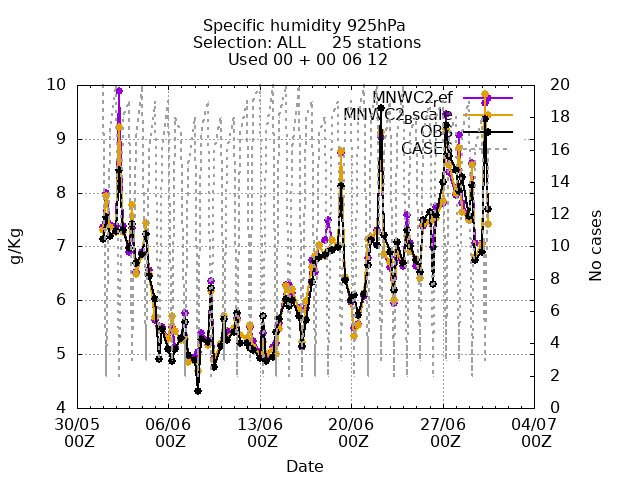 Specific humidity 925hPa
Selection: ALL 25 stations
Used 00 + 00 06 12
g/Kg
10
9
8
7
6
5
4
20
18
16
14
12
10
8
6
4
2
0
No cases
MNWC2ref
MNWC2Bscale
OBS
CASES
30/05 06/06 13/06 20/06 27/06 04/07
00Z 00Z 00Z 00Z 00Z 00Z
Date